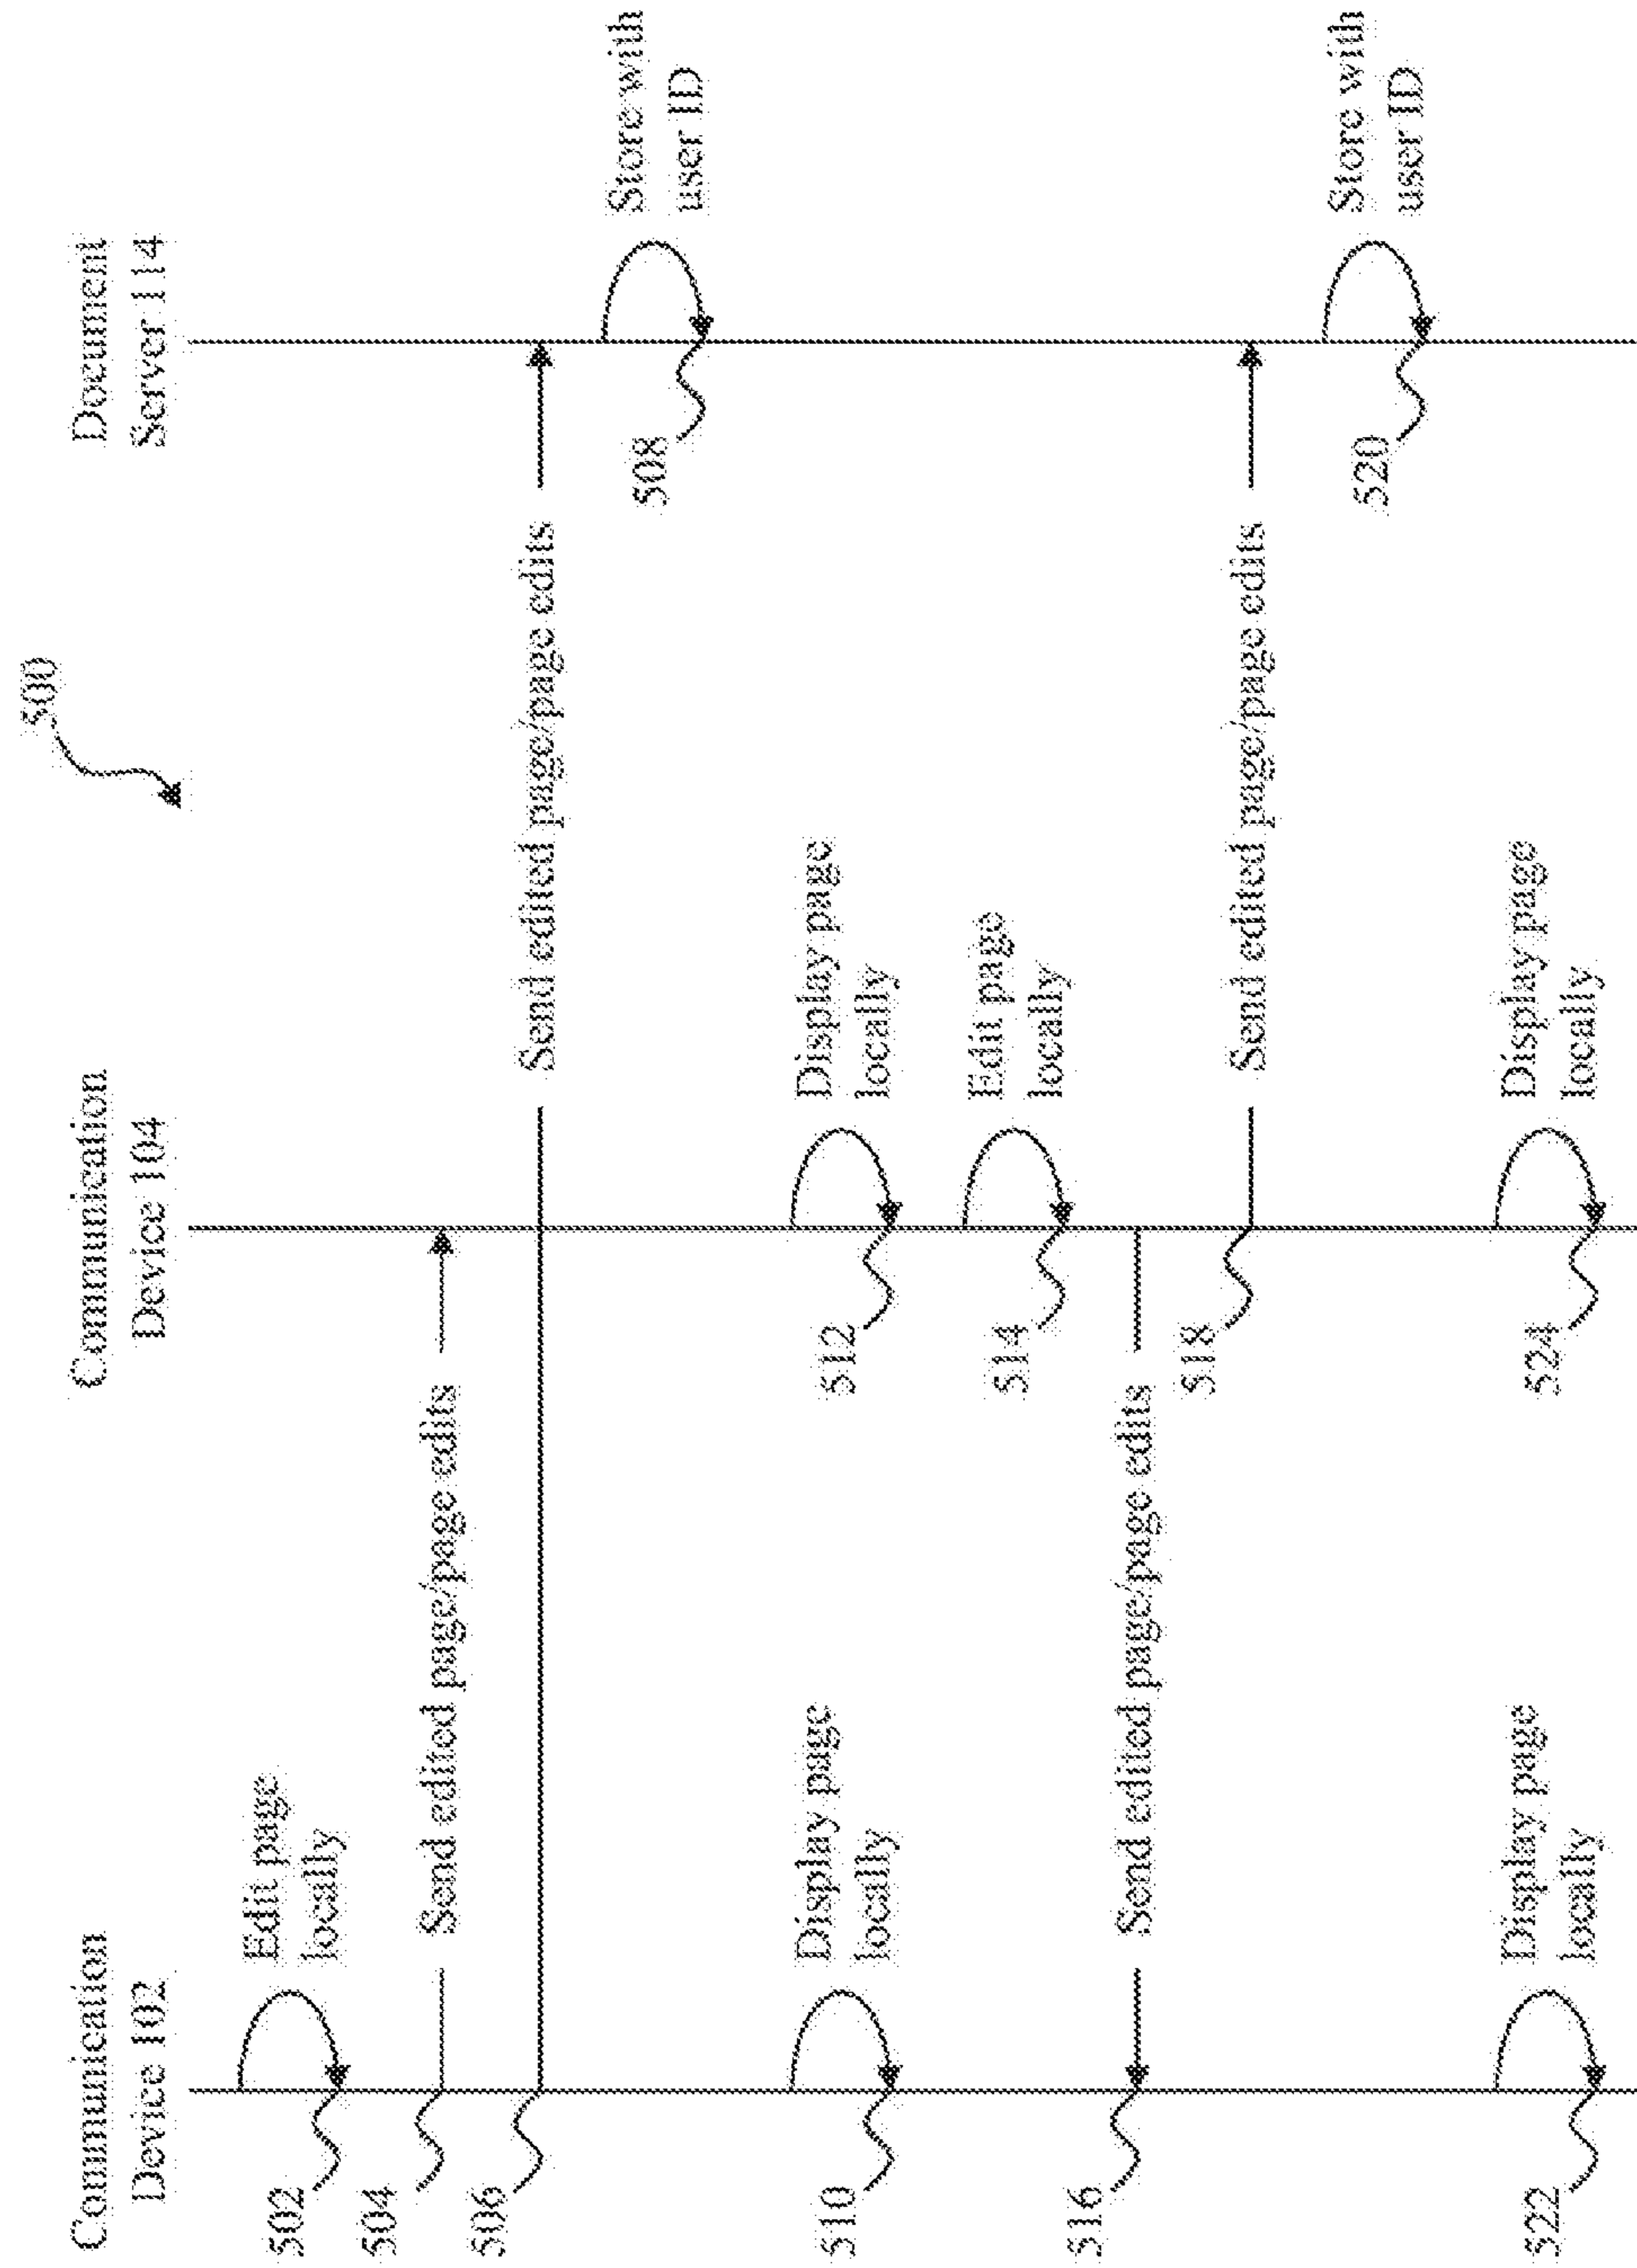 500
Communication
Device 102
Communication
Device 104
Document
Server 114
502
Edit page
locally
504
Send edited page/page edits
506
Send edited page/page edits
508
Store with
user ID
510
Display page
locally
512
Display page
locally
514
Edit page
locally
516
Send edited page/page edits
518
Send edited page/page edits
520
Store with
user ID
522
Display page
locally
524
Display page
locally